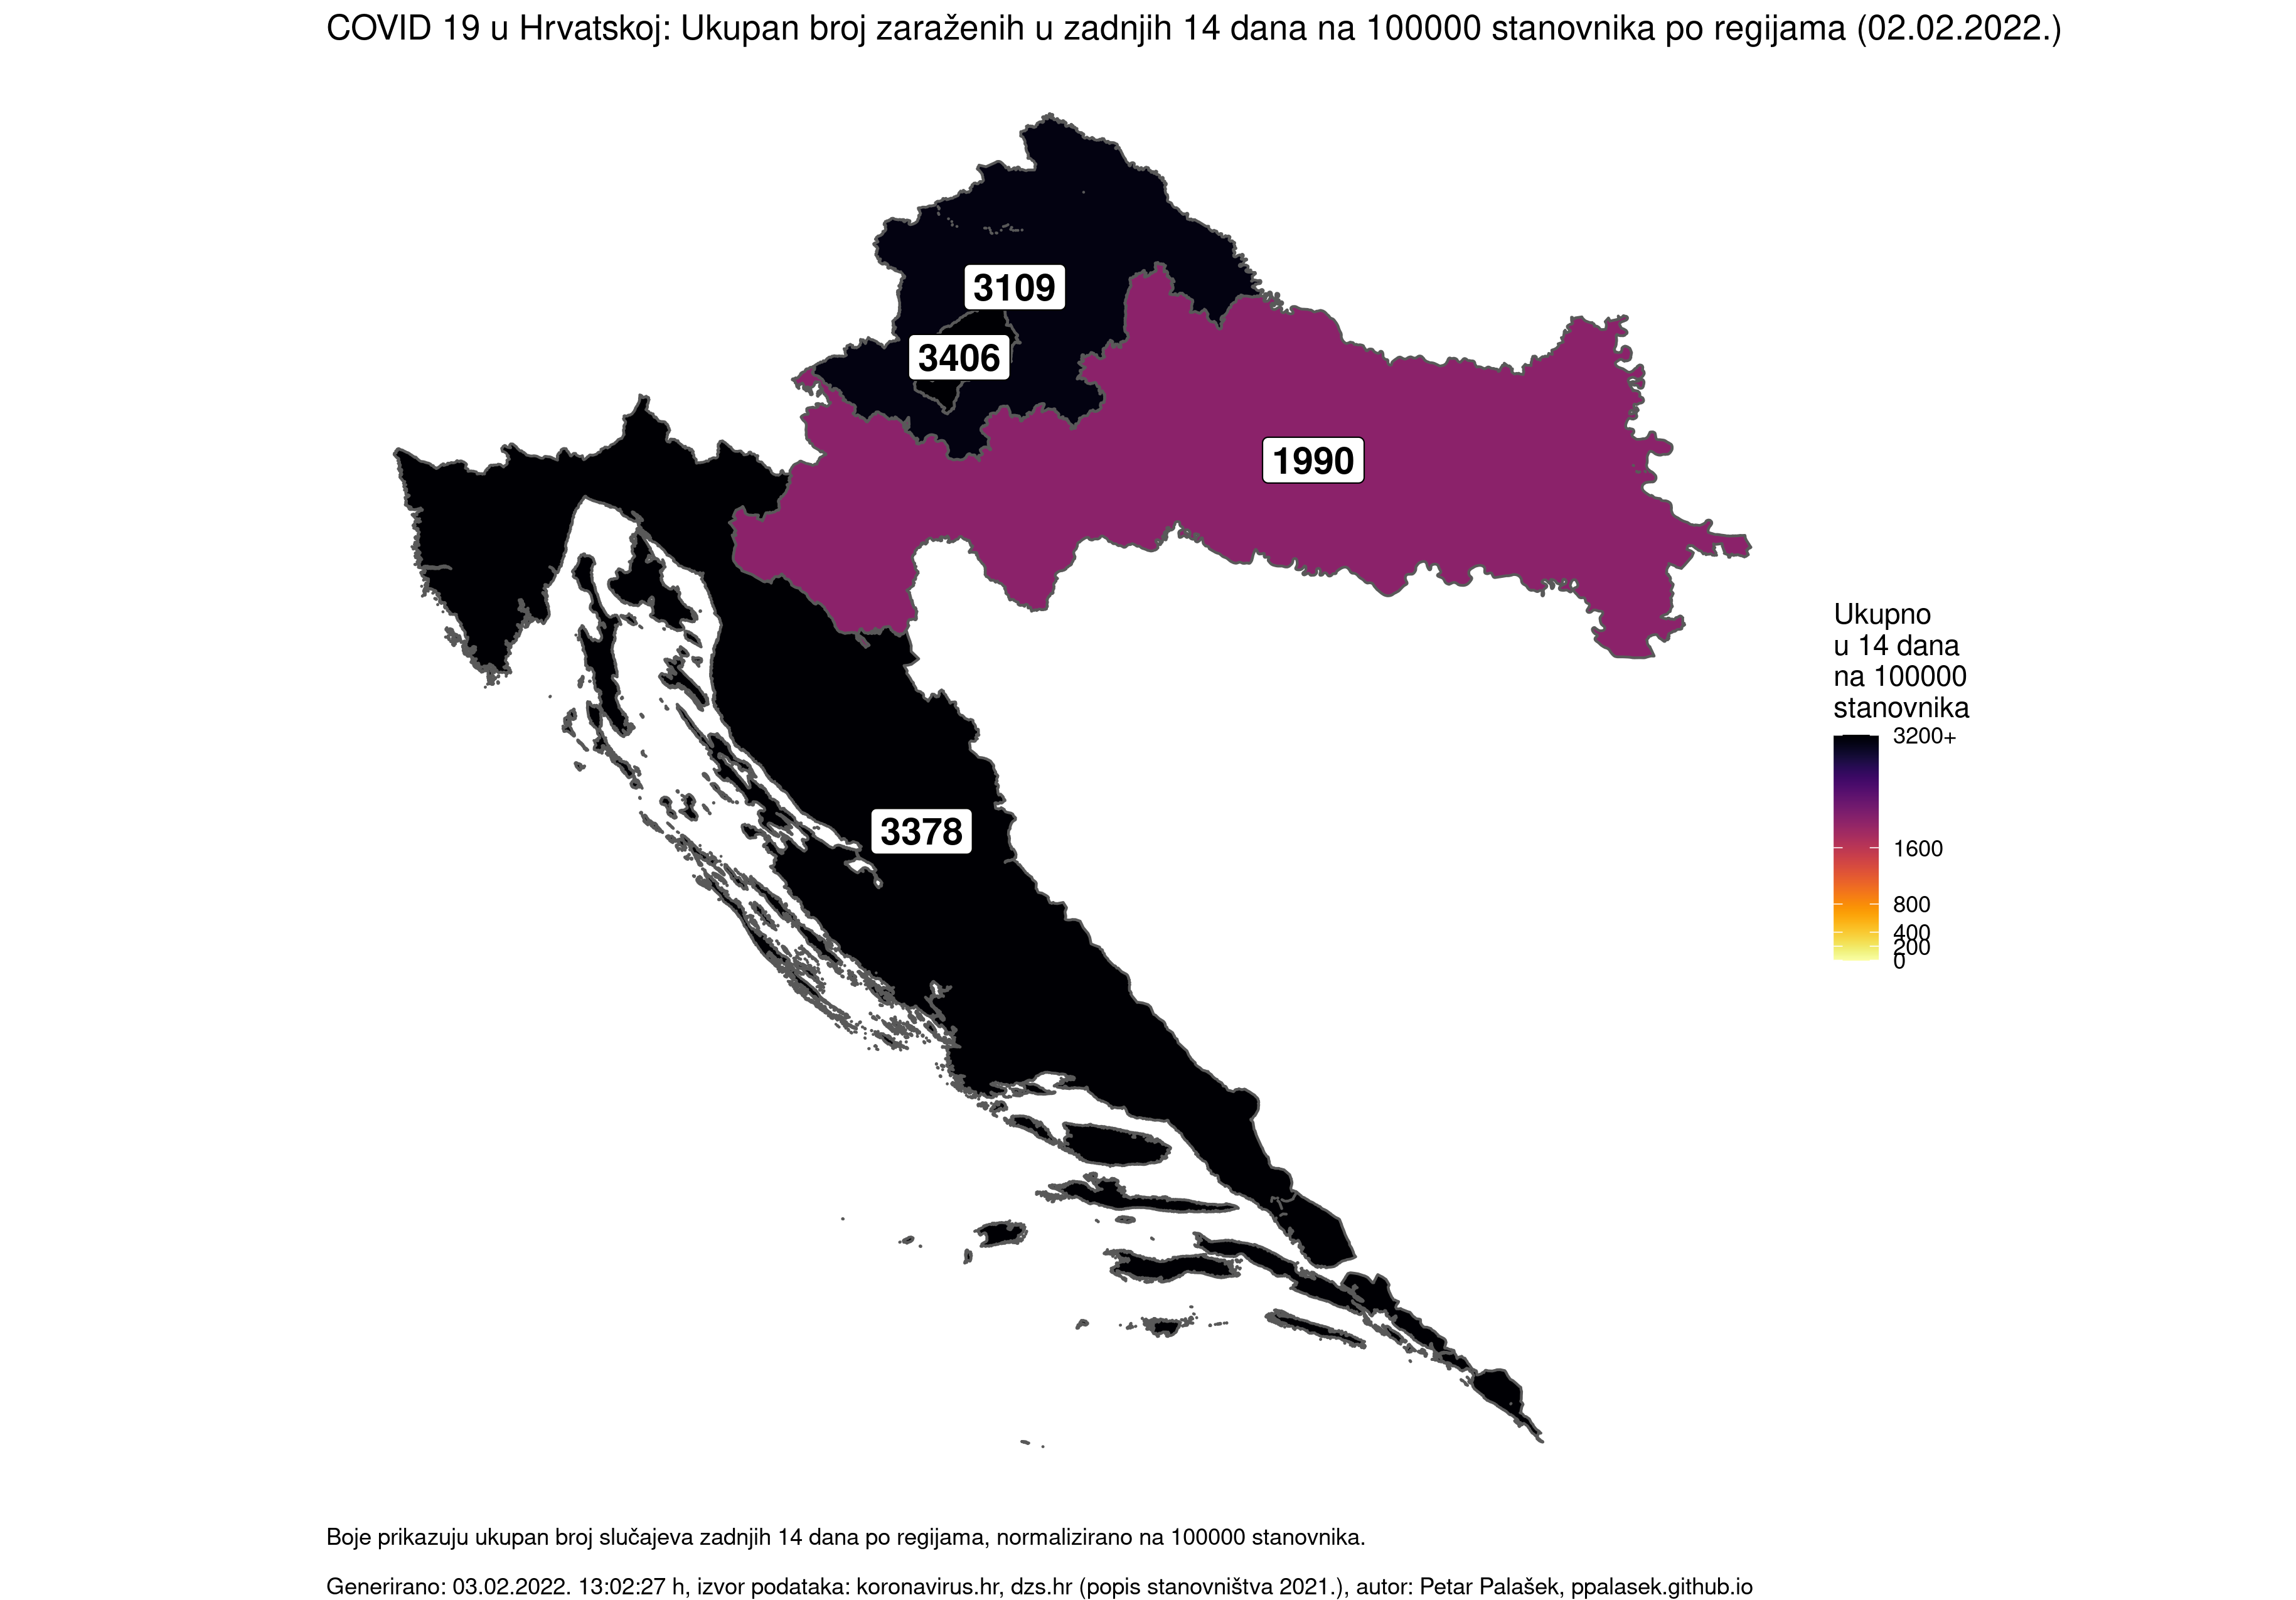 COVID 19 u Hrvatskoj: Ukupan broj zaraženih u zadnjih 14 dana na 100000 stanovnika po regijama (02.02.2022.)
3109
3406
1990
3378
Ukupno
u 14 dana
na 100000
stanovnika
3200+
1600
800
400
200
0
Boje prikazuju ukupan broj slučajeva zadnjih 14 dana po regijama, normalizirano na 100000 stanovnika.
Generirano: 03.02.2022. 13:02:27 h, izvor podataka: koronavirus.hr, dzs.hr (popis stanovništva 2021.), autor: Petar Palašek, ppalasek.github.io